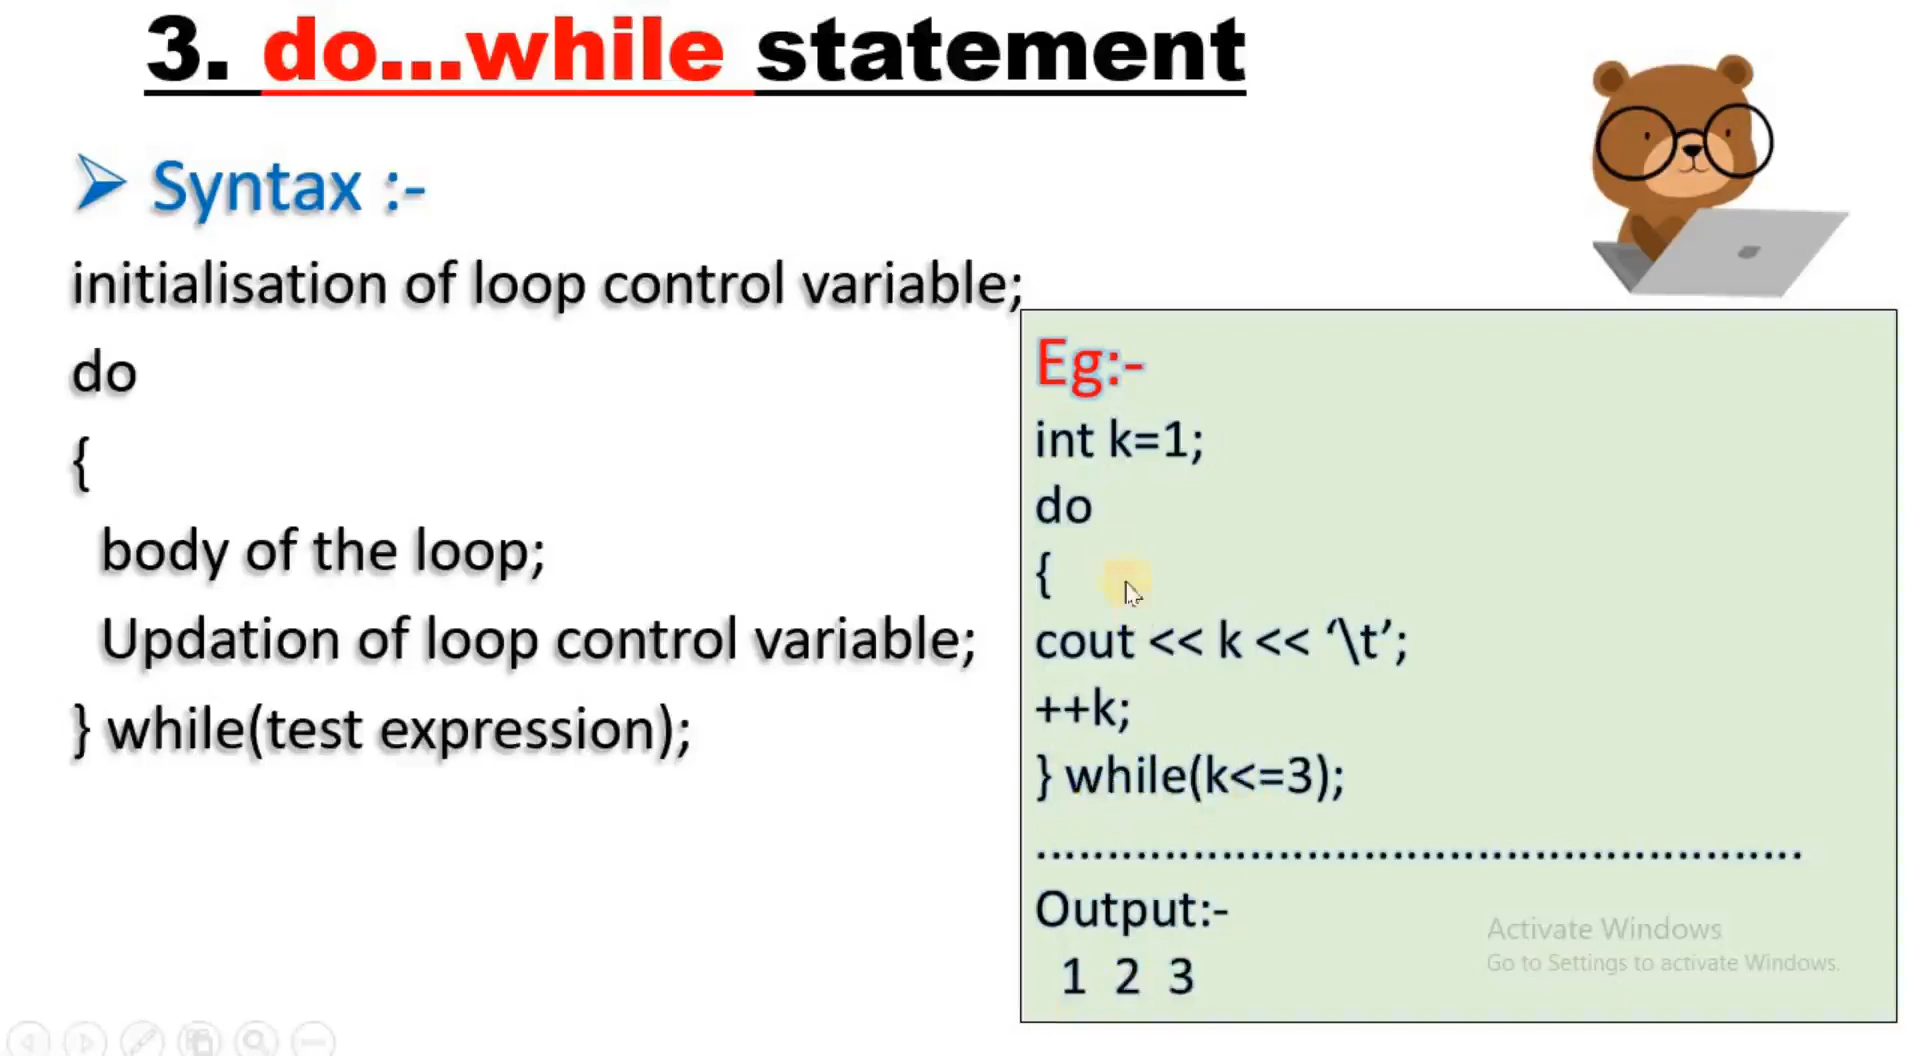 3. do...while statement
Syntax :-
initialisation of loop control variable;
do
{
body of the loop;
Updation of loop control variable;
} while(test expression);
Eg:-
int k=1;
do
{
cout << k << ‘\t’;
++k;
} while(k<=3);
......................................................
Output:-
1 2 3
Activate Windows
Go to Settings to activate Windows.